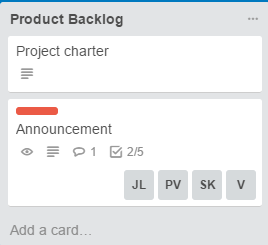 Product Backlog
Project charter
Announcement
1 2/5
JL PV SK V
Add a card…